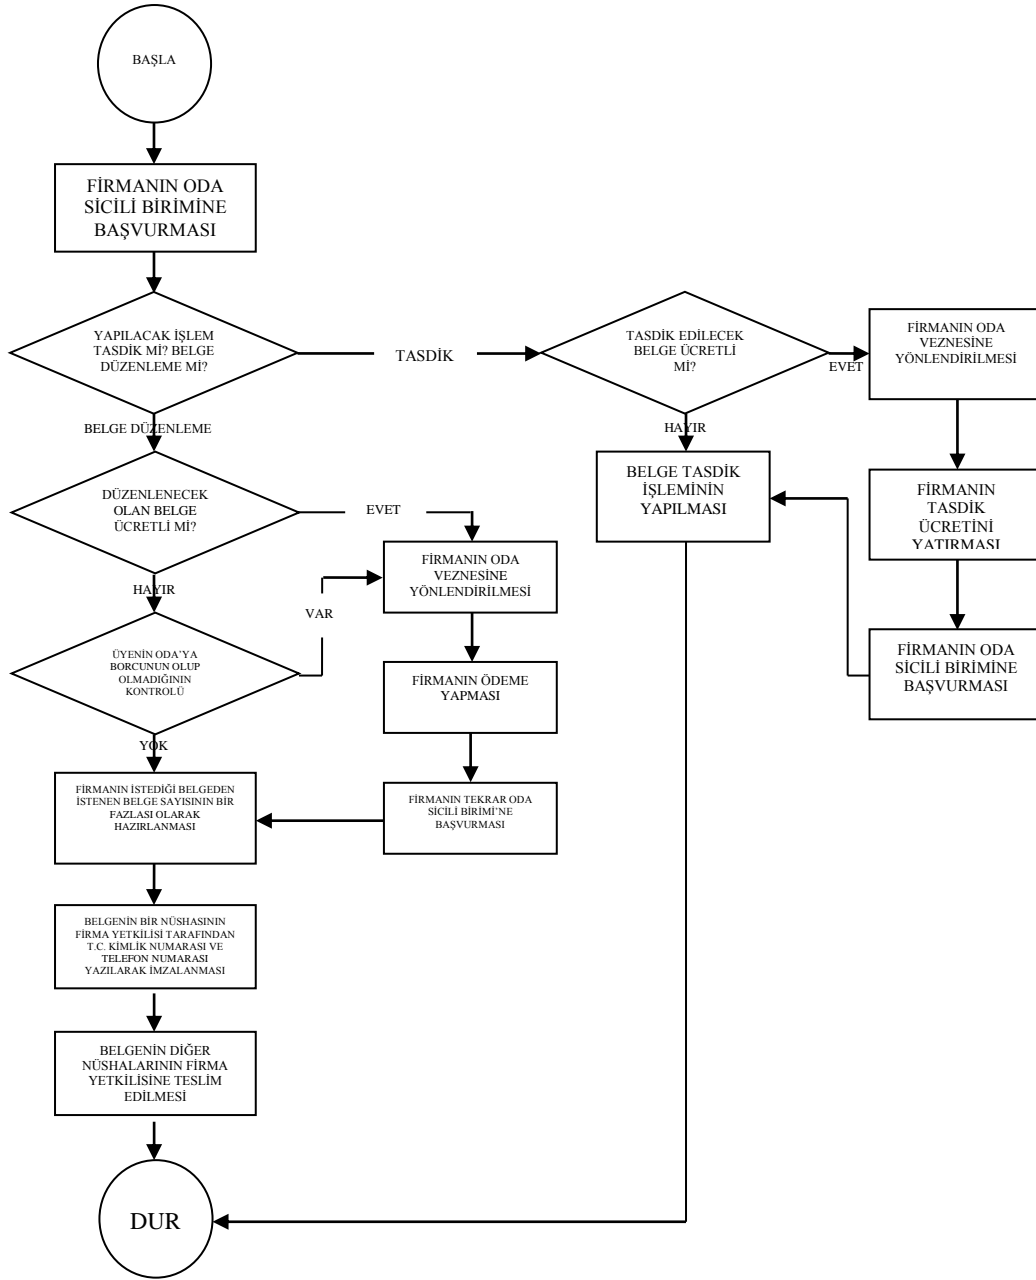 BAŞLA
FİRMANIN ODA
SİCİLİ BİRİMİNE
BAŞVURMASI
YAPILACAK İŞLEM
TASDİK Mİ? BELGE
DÜZENLEME Mİ?
TASDİK
TASDİK EDİLECEK
BELGE ÜCRETLİ
Mİ?
EVET
FİRMANIN ODA
VEZNESİNE
YÖNLENDİRİLMESİ
BELGE DÜZENLEME
HAYIR
BELGE TASDİK
İŞLEMİNİN
YAPILMASI
FİRMANIN
TASDİK
ÜCRETİNİ
YATIRMASI
DÜZENLENECEK
OLAN BELGE
ÜCRETLİ Mİ?
EVET
FİRMANIN ODA
VEZNESİNE
YÖNLENDİRİLMESİ
HAYIR
VAR
ÜYENİN ODA'YA
BORCUNUN OLUP
OLMADIĞININ
KONTROLÜ
FİRMANIN ÖDEME
YAPMASI
FİRMANIN ODA
SİCİLİ BİRİMİNE
BAŞVURMASI
YOK
FİRMANIN İSTEDİĞİ BELGEDEN
İSTENEN BELGE SAYISININ BİR
FAZLASI OLARAK
HAZIRLANMASI
FİRMANIN TEKRAR ODA
SİCİLİ BİRİMİ'NE
BAŞVURMASI
BELGENİN BİR NÜSHASININ
FİRMA YETKİLİSİ TARAFINDAN
T.C. KİMLİK NUMARASI VE
TELEFON NUMARASI
YAZILARAK İMZALANMASI
BELGENİN DİĞER
NÜSHALARININ FİRMA
YETKİLİSİNE TESLİM
EDİLMESİ
DUR